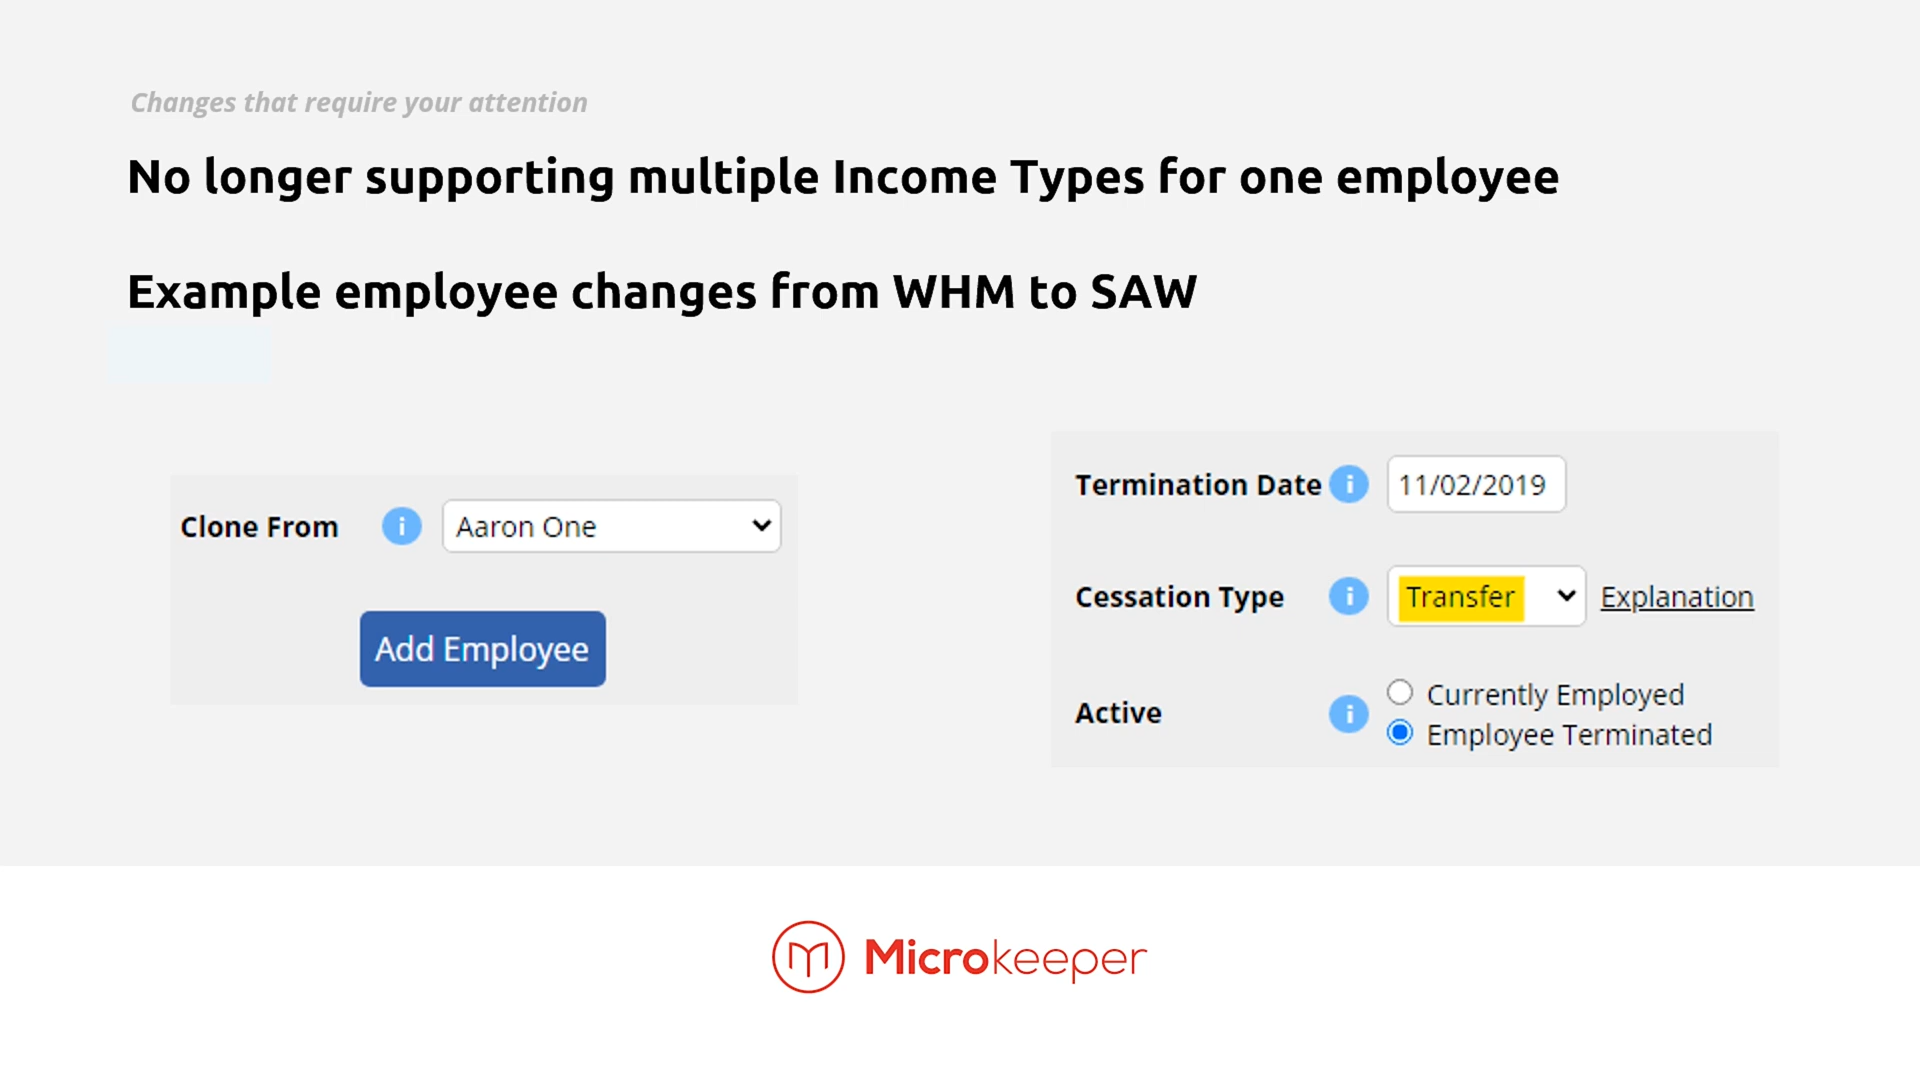 Changes that require your attention
No longer supporting multiple Income Types for one employee
Example employee changes from WHM to SAW
Clone From i Aaron One
Add Employee
Termination Date i 11/02/2019
Cessation Type i Transfer Explanation
Active i Currently Employed
Employee Terminated
Microkeeper